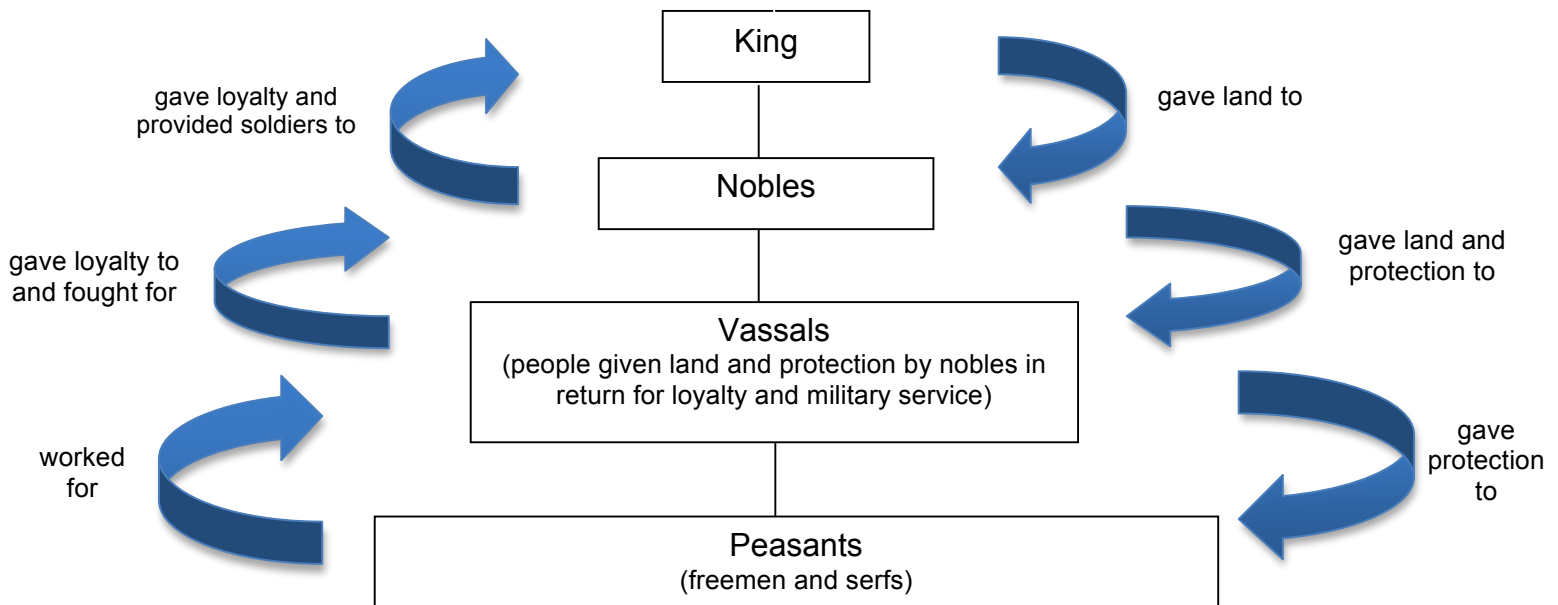 King
gave loyalty and
provided soldiers to
gave land to
Nobles
gave loyalty to
and fought for
gave land and
protection to
Vassals
(people given land and protection by nobles in
return for loyalty and military service)
worked
for
gave
protection
to
Peasants
(freemen and serfs)